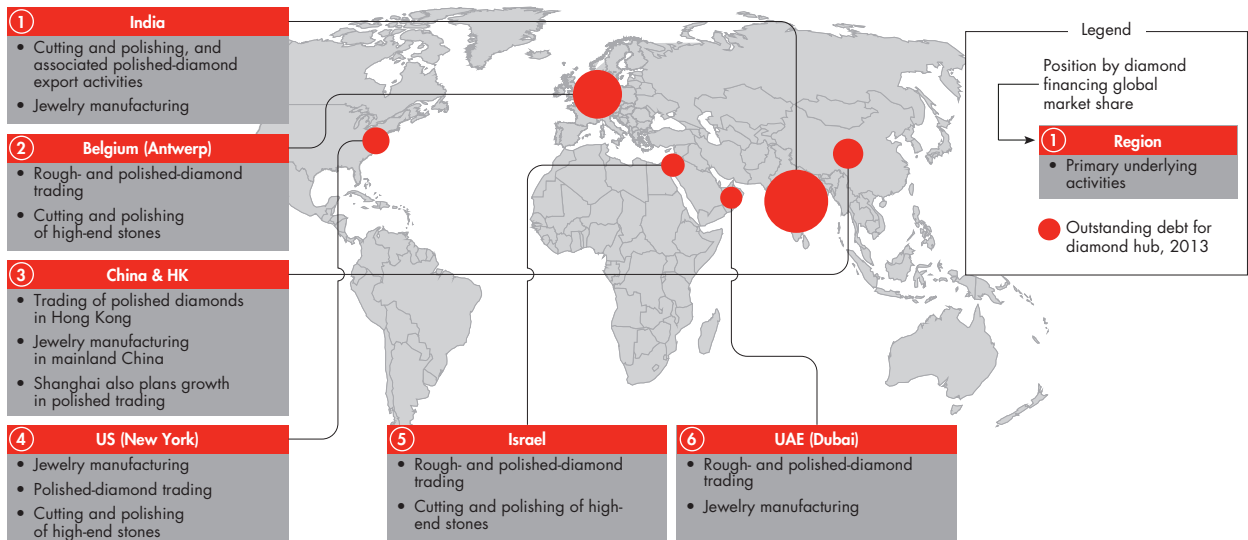 1 India
• Cutting and polishing, and
associated polished-diamond
export activities
• Jewelry manufacturing
2 Belgium (Antwerp)
• Rough- and polished-diamond
trading
• Cutting and polishing
of high-end stones
3 China & HK
• Trading of polished diamonds
in Hong Kong
• Jewelry manufacturing
in mainland China
• Shanghai also plans growth
in polished trading
4 US (New York)
• Jewelry manufacturing
• Polished-diamond trading
• Cutting and polishing
of high-end stones
5 Israel
• Rough- and polished-diamond
trading
• Cutting and polishing of high-
end stones
6 UAE (Dubai)
• Rough- and polished-diamond
trading
• Jewelry manufacturing
Legend
Position by diamond
financing global
market share
1 Region
• Primary underlying
activities
Outstanding debt for
diamond hub, 2013